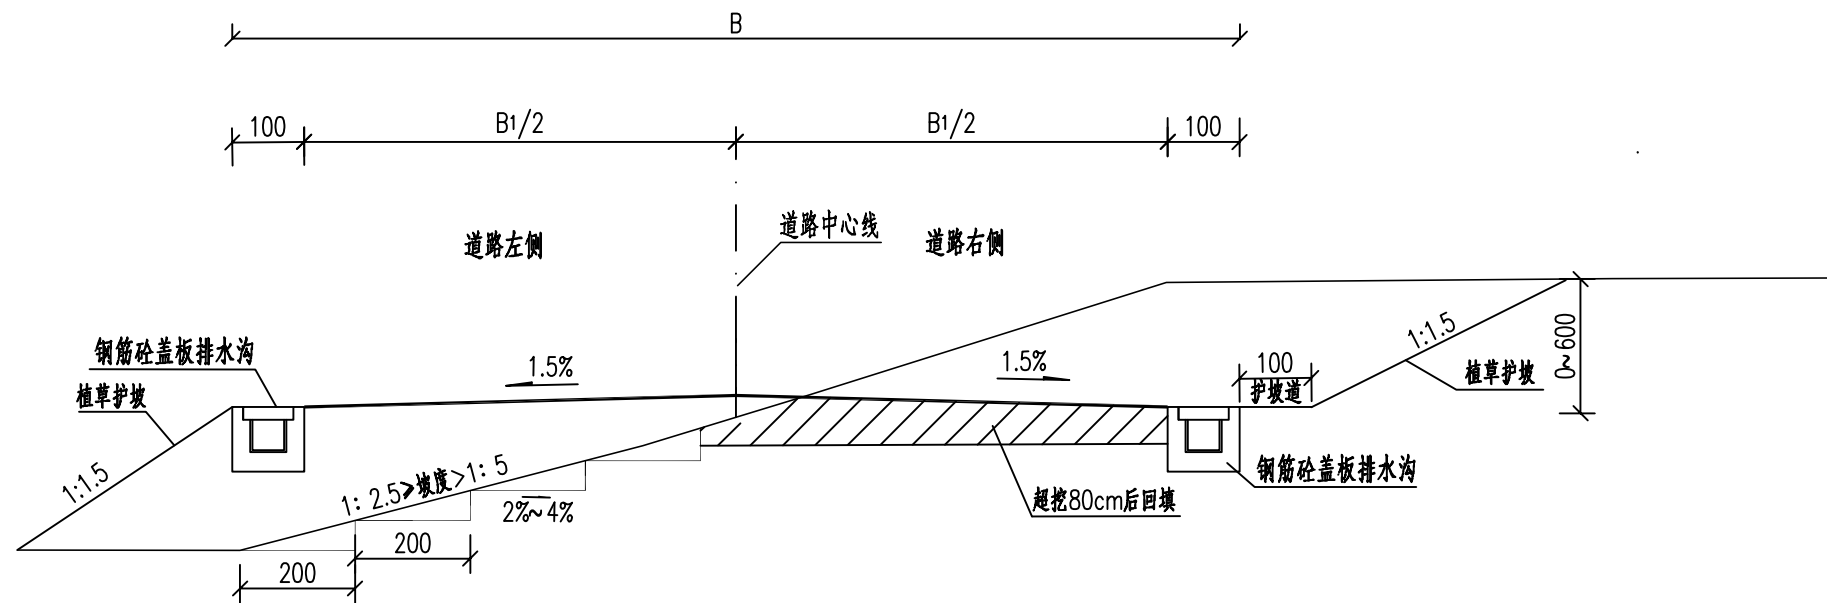 B
100
B1/2
B1/2
100
道路中心线
道路左侧
道路右侧
钢筋砼盖板排水沟
植草护坡
1.5%
1.5%
100
护坡道
1:1.5
0~600
植草护坡
1:1.5
1: 2.5≥坡度>1: 5
2%~4%
超挖80cm后回填
钢筋砼盖板排水沟
200
200